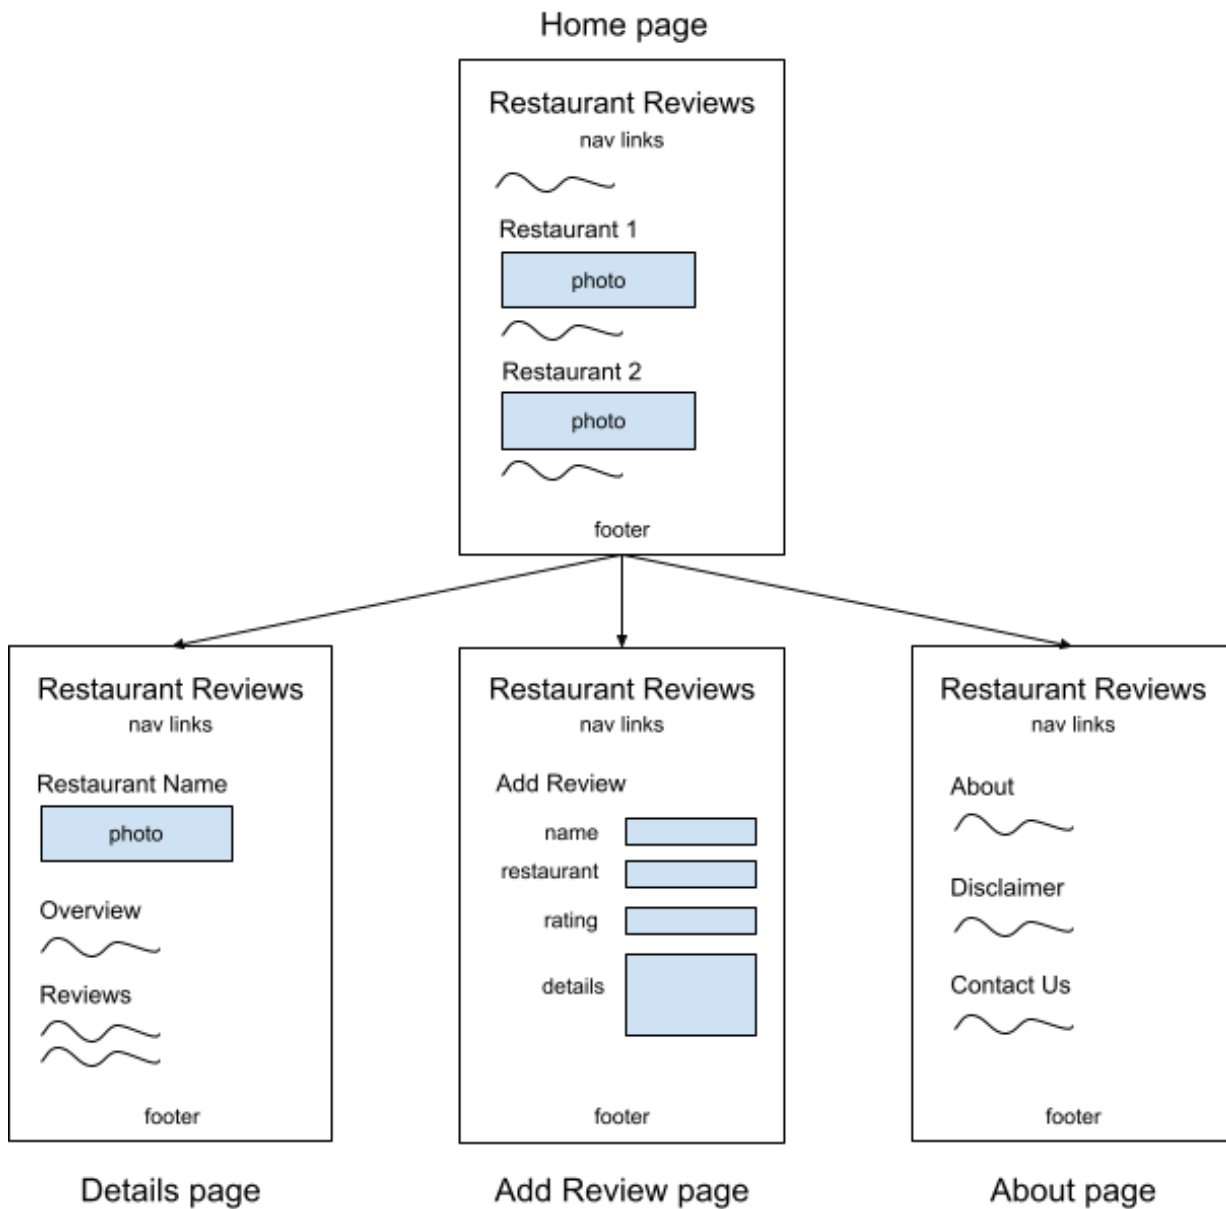 Home page
Restaurant Reviews
nav links
Restaurant 1
photo
Restaurant 2
photo
footer
Restaurant Reviews
nav links
Restaurant Name
photo
Overview
Reviews
footer
Details page
Restaurant Reviews
nav links
Add Review
name
restaurant
rating
details
footer
Add Review page
Restaurant Reviews
nav links
About
Disclaimer
Contact Us
footer
About page